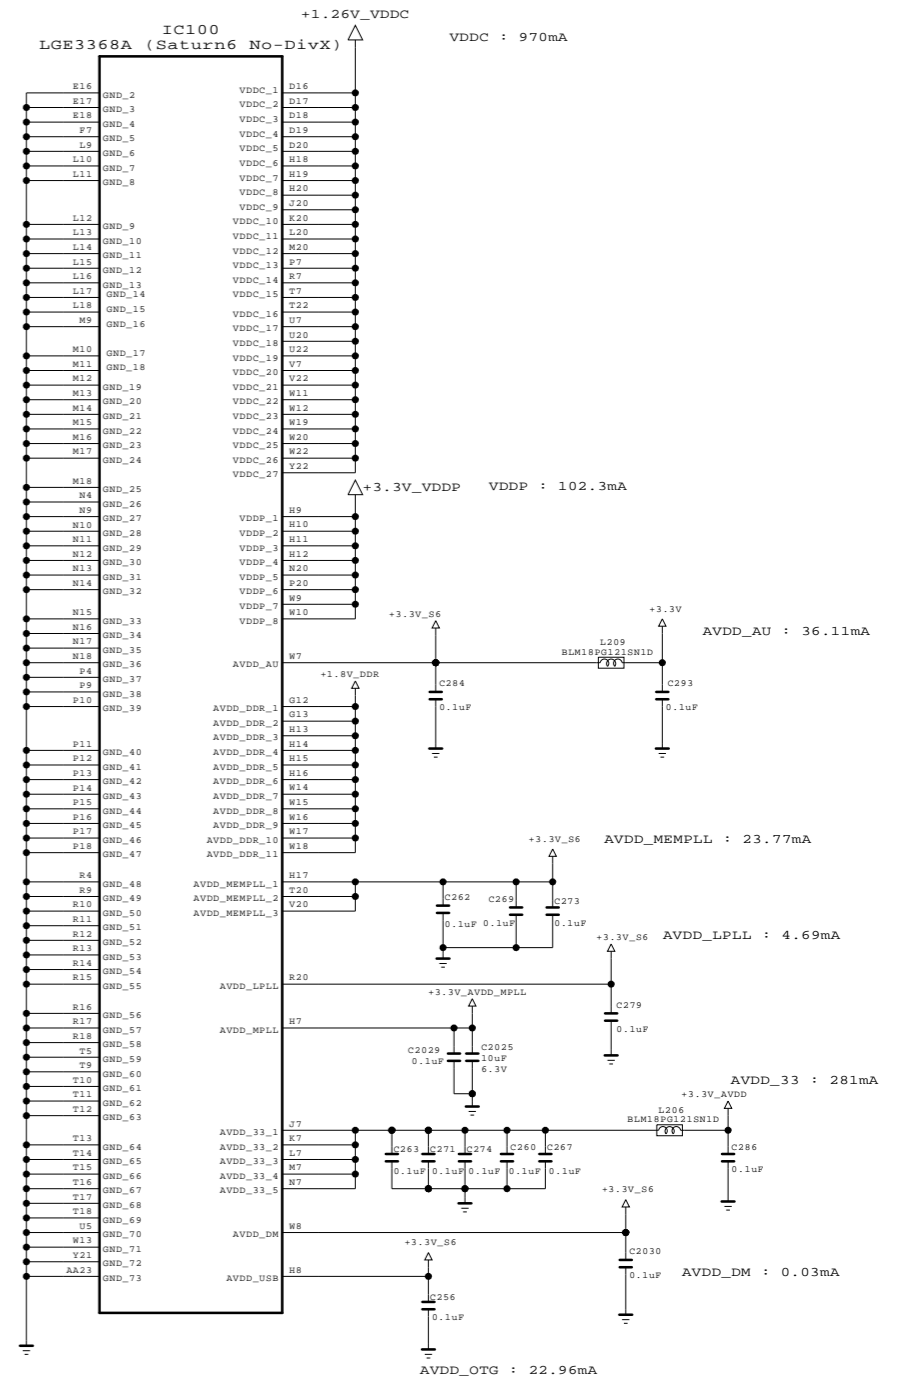 +1.26V_VDDC
IC100
LGE3368A (Saturn6 No-DivX)
VDDC : 970mA
E16 GND_2 VDDC_1 D16
E17 GND_3 VDDC_2 D17
E18 GND_4 VDDC_3 D18
F7 GND_5 VDDC_4 D19
L9 GND_6 VDDC_5 D20
L10 GND_7 VDDC_6 H18
L11 GND_8 VDDC_7 H19
VDDC_8 H20
VDDC_9 J20
L12 GND_9 VDDC_10 K20
L13 GND_10 VDDC_11 L20
L14 GND_11 VDDC_12 M20
L15 GND_12 VDDC_13 P7
L16 GND_13 VDDC_14 R7
L17 GND_14 VDDC_15 T7
L18 GND_15 VDDC_16 T22
M9 GND_16 VDDC_17 U7
VDDC_18 U20
M10 GND_17 VDDC_19 U22
M11 GND_18 VDDC_20 V7
M12 GND_19 VDDC_21 V22
M13 GND_20 VDDC_22 W11
M14 GND_21 VDDC_23 W12
M15 GND_22 VDDC_24 W19
M16 GND_23 VDDC_25 W20
M17 GND_24 VDDC_26 W22
VDDC_27 Y22
+3.3V_VDDP VDDP : 102.3mA
M18 GND_25
N4 GND_26
N9 GND_27 VDDP_1 H9
N10 GND_28 VDDP_2 H10
N11 GND_29 VDDP_3 H11
N12 GND_30 VDDP_4 H12
N13 GND_31 VDDP_5 N20
N14 GND_32 VDDP_6 P20
VDDP_7 W9
N15 GND_33 VDDP_8 W10
+3.3V_S6
+3.3V
AVDD_AU : 36.11mA
N16 GND_34
N17 GND_35
L209
BLM18PG121SN1D
N18 GND_36 AVDD_AU W7
P4 GND_37
+1.8V_DDR
C284
0.1uF
C293
0.1uF
P9 GND_38
P10 GND_39 AVDD_DDR_1 G12
AVDD_DDR_2 G13
AVDD_DDR_3 H13
P11 GND_40 AVDD_DDR_4 H14
P12 GND_41 AVDD_DDR_5 H15
P13 GND_42 AVDD_DDR_6 H16
P14 GND_43 AVDD_DDR_7 W14
P15 GND_44 AVDD_DDR_8 W15
P16 GND_45 AVDD_DDR_9 W16
P17 GND_46 AVDD_DDR_10 W17
P18 GND_47 AVDD_DDR_11 W18
+3.3V_S6
AVDD_MEMPLL : 23.77mA
R4 GND_48 AVDD_MEMPLL_1 H17
R9 GND_49 AVDD_MEMPLL_2 T20
R10 GND_50 AVDD_MEMPLL_3 V20
C262
0.1uF
C269
0.1uF
C273
0.1uF
R11 GND_51
R12 GND_52
R13 GND_53
R14 GND_54
+3.3V_S6
AVDD_LPLL : 4.69mA
R15 GND_55 AVDD_LPLL R20
+3.3V_AVDD_MPLL
C279
0.1uF
R16 GND_56
R17 GND_57 AVDD_MPLL H7
R18 GND_58
T5 GND_59
C2029
0.1uF
C2025
10uF
6.3V
T9 GND_60
T10 GND_61
T11 GND_62
T12 GND_63
AVDD_33 : 281mA
+3.3V_AVDD
L206
BLM18PG121SN1D
AVDD_33_1 J7
T13 GND_64 AVDD_33_2 K7
T14 GND_65 AVDD_33_3 L7
T15 GND_66 AVDD_33_4 M7
T16 GND_67 AVDD_33_5 N7
C263
0.1uF
C271
0.1uF
C274
0.1uF
C260
0.1uF
C267
0.1uF
C286
0.1uF
T17 GND_68
T18 GND_69
+3.3V_S6
U5 GND_70 AVDD_DM W8
W13 GND_71
Y21 GND_72
+3.3V_S6
C2030
0.1uF
AVDD_DM : 0.03mA
AA23 GND_73 AVDD_USB H8
C256
0.1uF
AVDD_OTG : 22.96mA